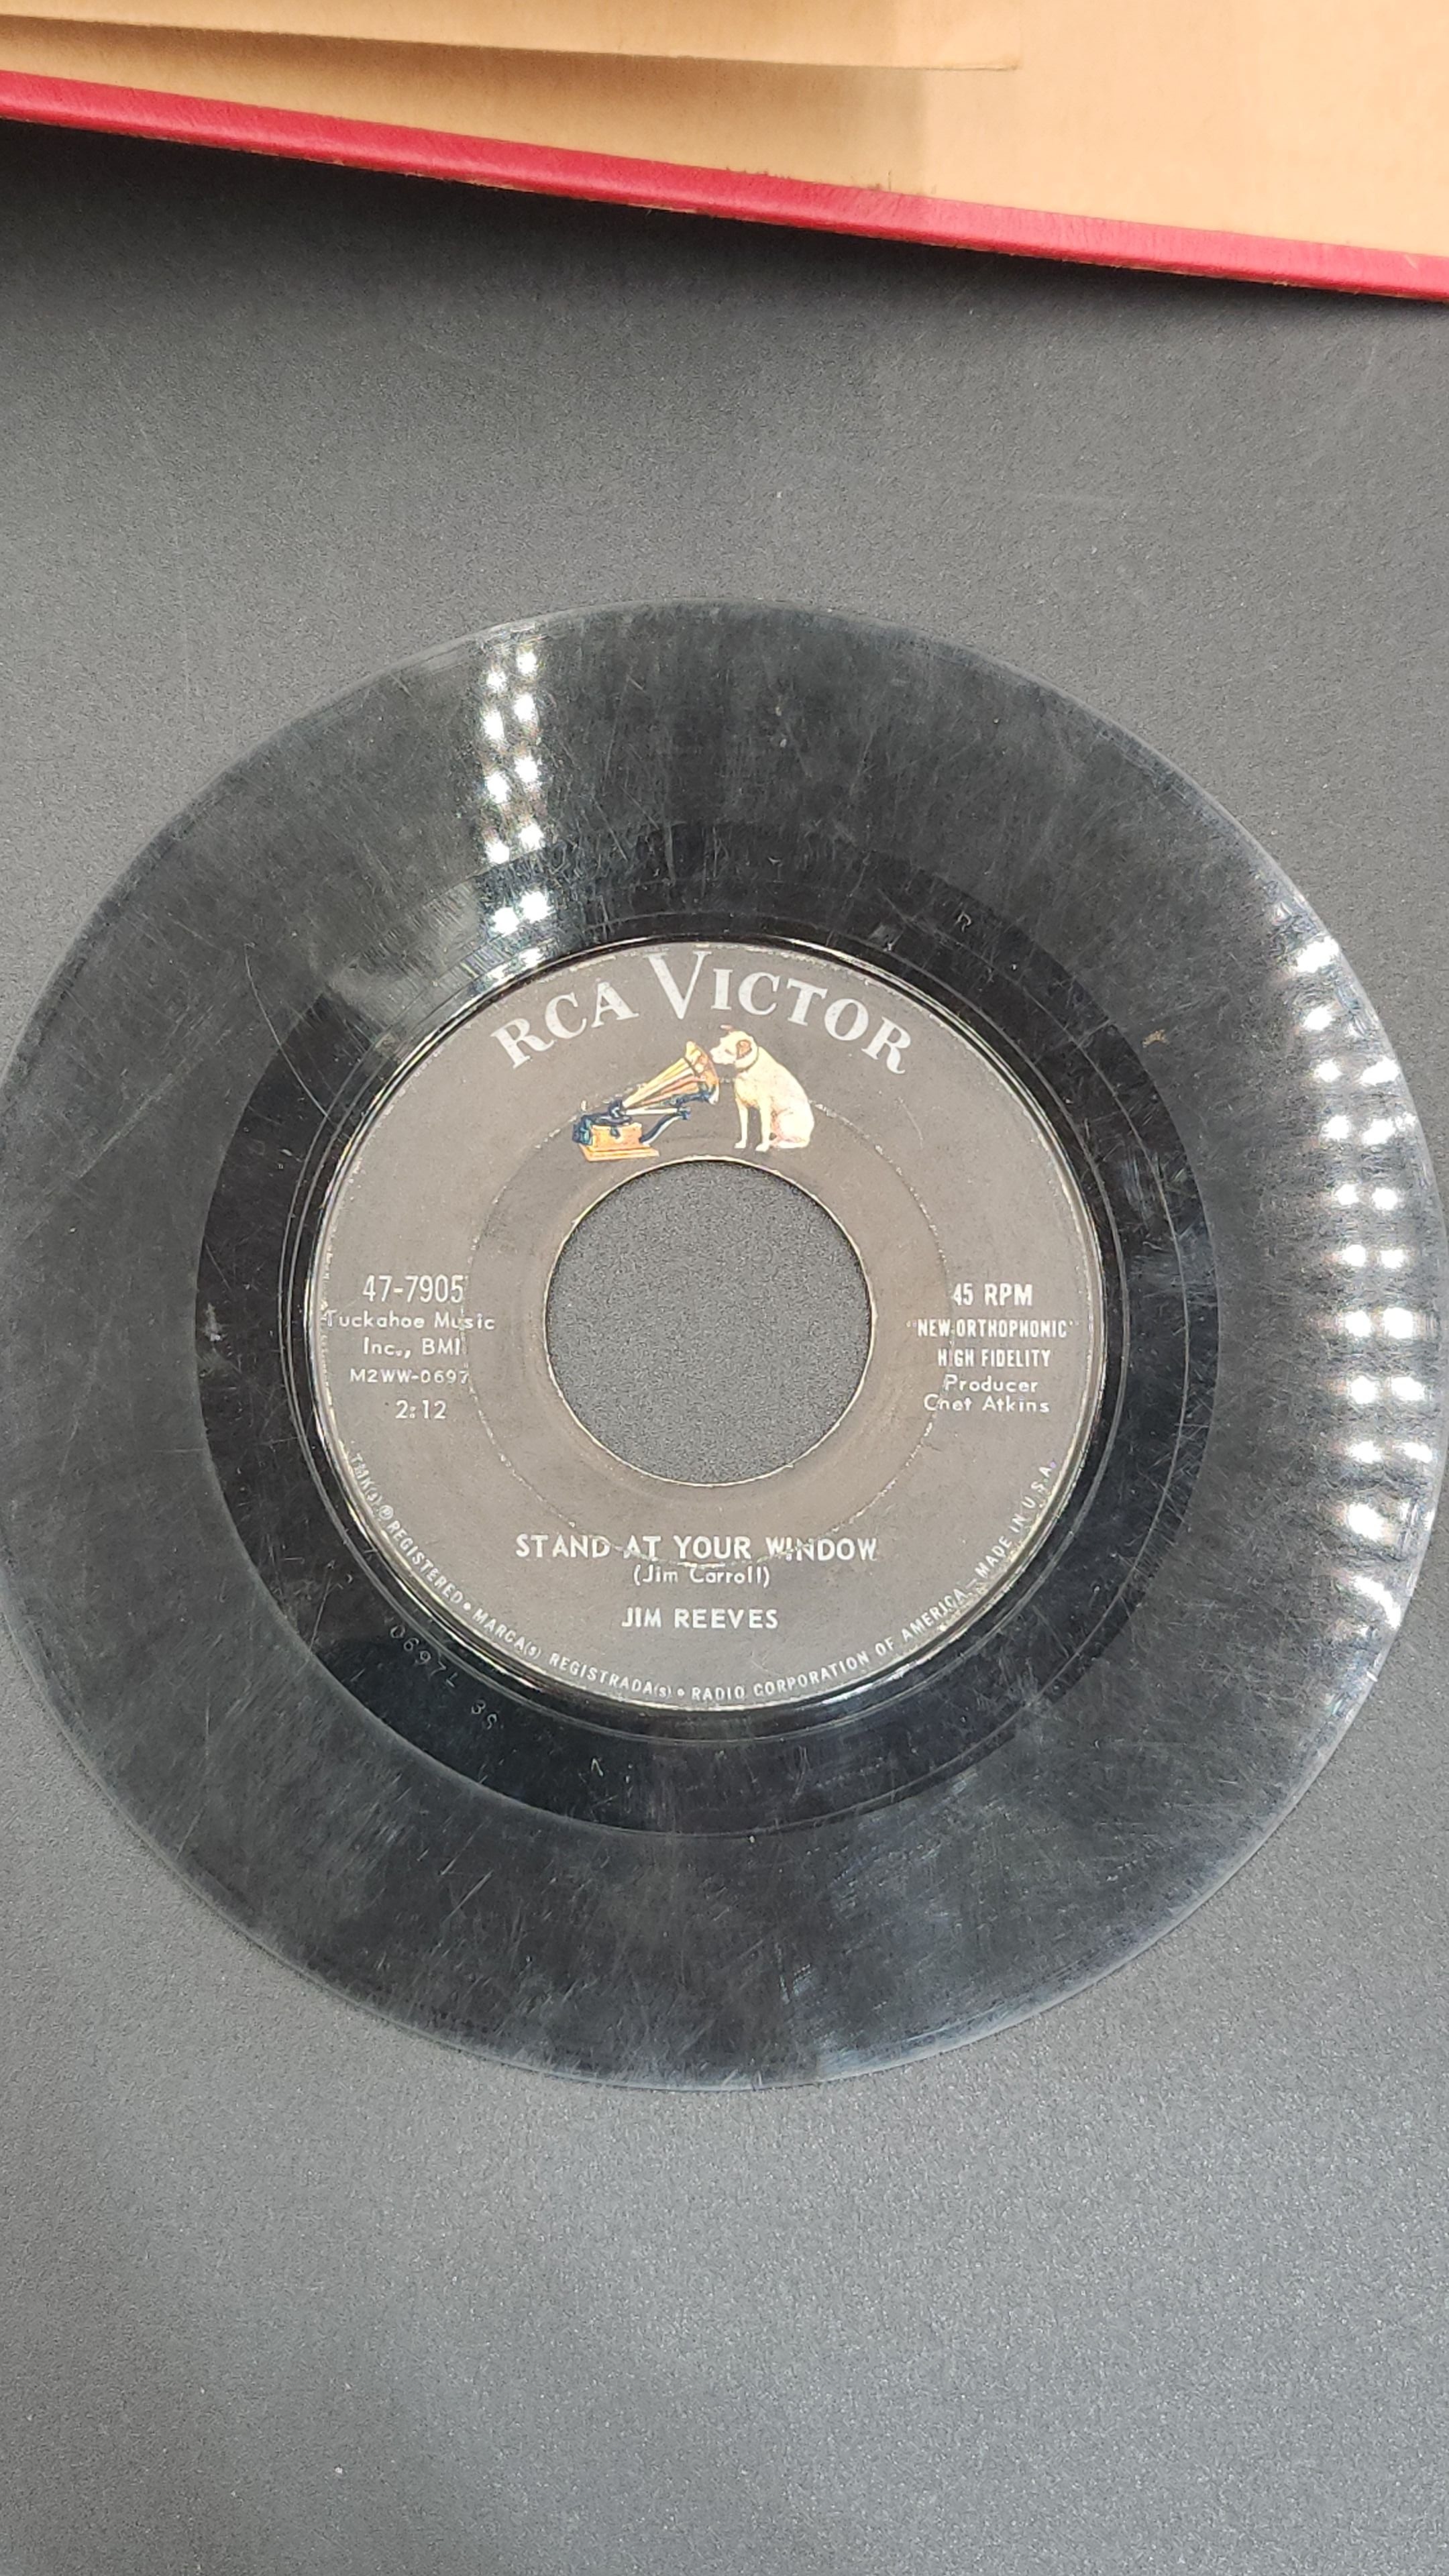 RCA VICTOR
47-7905
Tuckahoe Music
Inc., BMI
M2WW-0697
2:12
45 RPM
"NEW ORTHOPHONIC"
HIGH FIDELITY
Producer
Chet Atkins
STAND AT YOUR WINDOW
(Jim Carroll)
JIM REEVES
TMK(s) ® REGISTERED • MARCA(s) REGISTRADA(s) • RADIO CORPORATION OF AMERICA, MADE IN U.S.A.